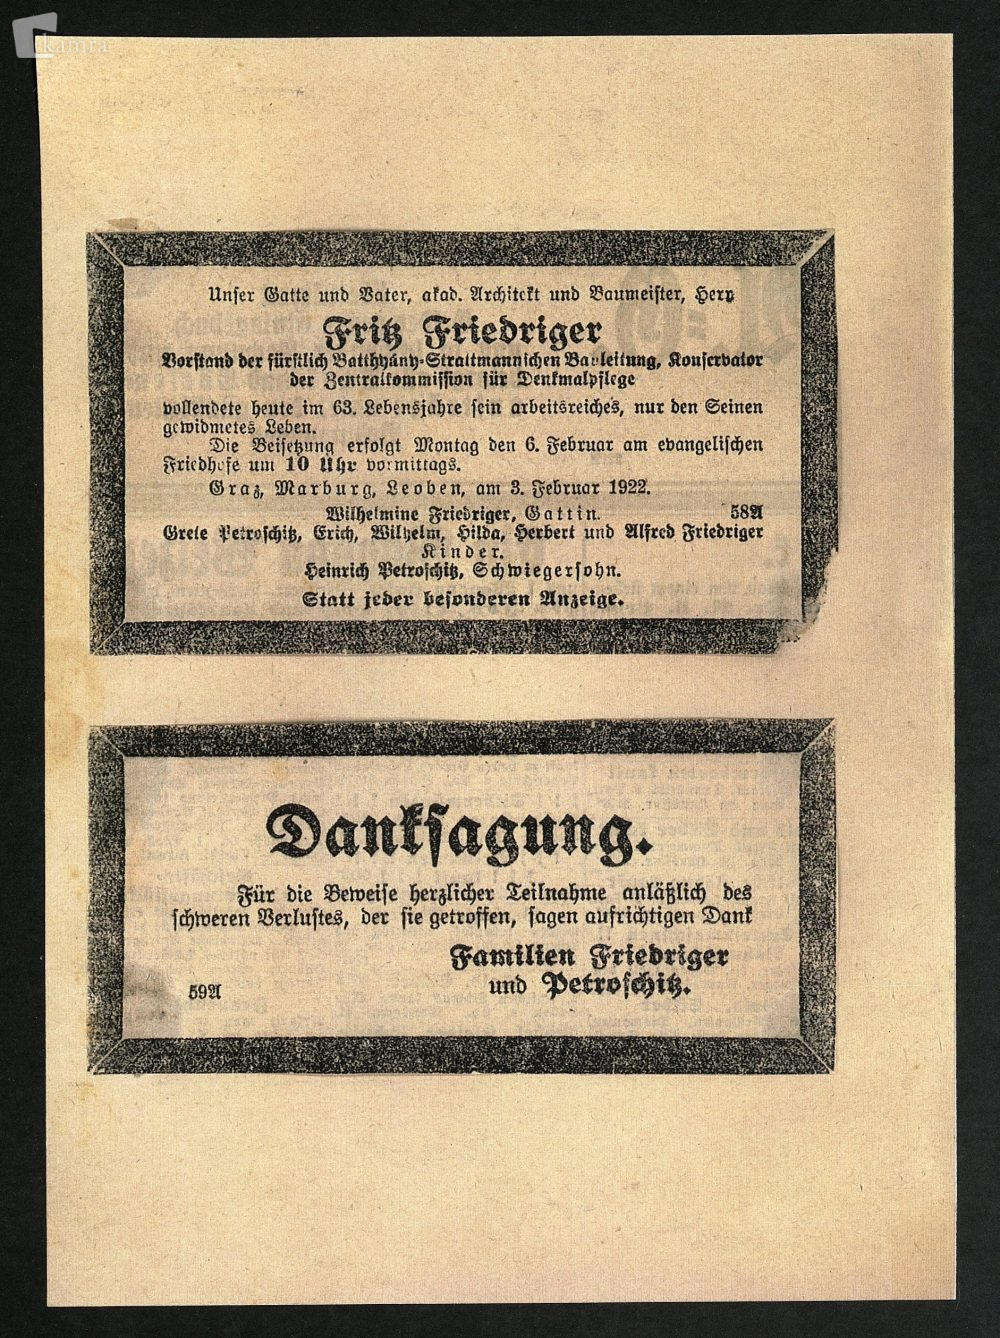 kamra
Unser Gatte und Vater, akad. Architekt und Baumeister, Herr
Fritz Friedriger
Vorstand der fürstlich Batthyány-Strattmannichen Bauleitung, Konservator
der Zentralkommission für Denkmalpflege
vollendete heute im 63. Lebensjahre sein arbeitsreiches, nur den Seinen
gewidmetes Leben.
Die Beisetzung erfolgt Montag den 6. Februar am evangelischen
Friedhofe um 10 Uhr vormittags.
Graz, Marburg, Leoben, am 3. Februar 1922.
Wilhelmine Friedriger, Gattin. 58A
Grete Petroschitz, Erich, Wilhelm, Hilda, Herbert und Alfred Friedriger
Kinder.
Heinrich Petroschitz, Schwiegersohn.
Statt jeder besonderen Anzeige.
Danksagung.
Für die Beweise herzlicher Teilnahme anläßlich des
schweren Verlustes, der sie getroffen, sagen aufrichtigen Dank
Familien Friedriger
und Petroschitz.
59A